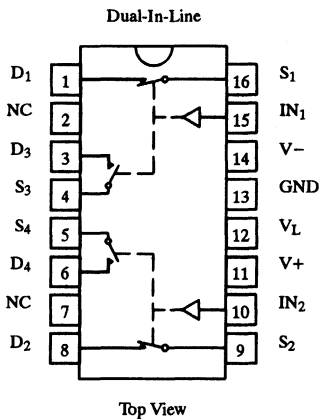 Dual-In-Line
D1 1 16 S1
NC 2 15 IN1
D3 3 14 V−
S3 4 13 GND
S4 5 12 VL
D4 6 11 V+
NC 7 10 IN2
D2 8 9 S2
Top View